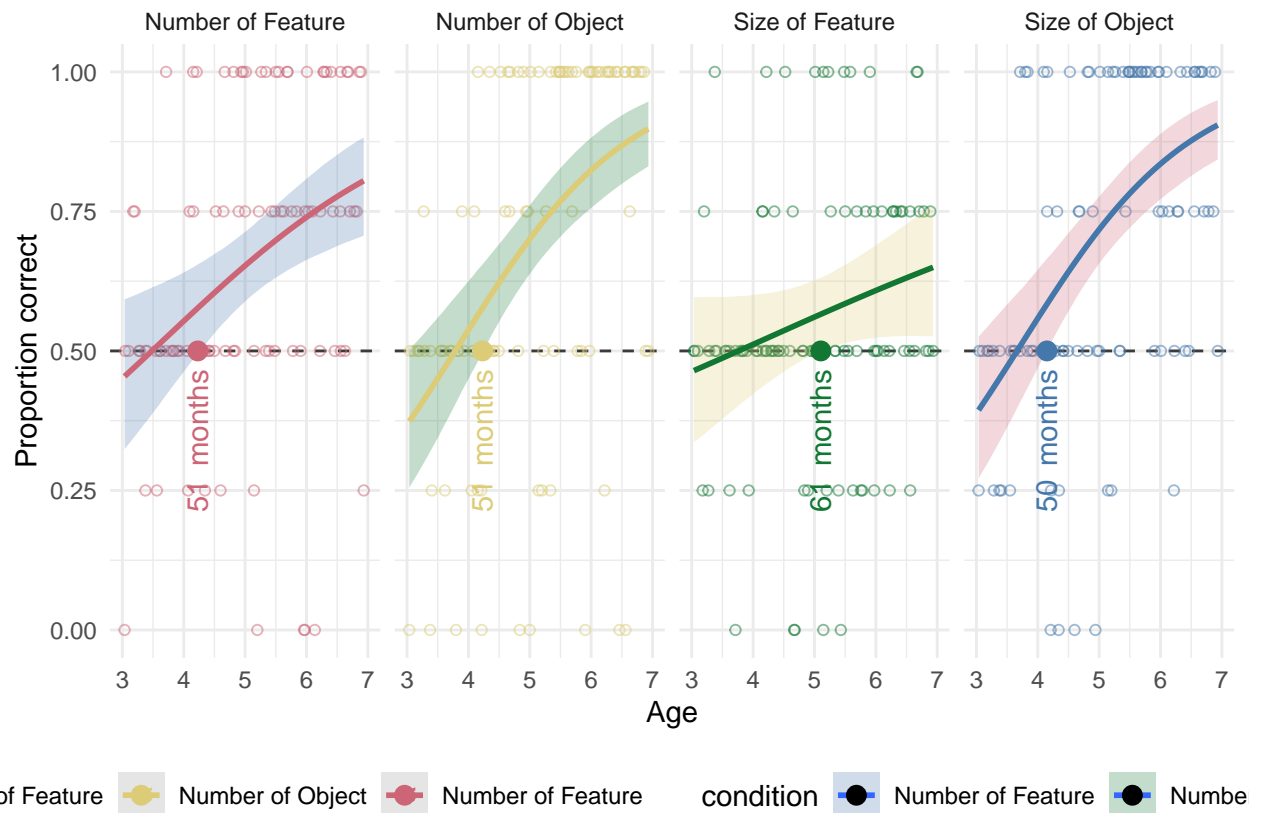 Number of Feature Number of Object Size of Feature Size of Object
1.00
0.75
0.50
0.25
0.00
Proportion correct
51 months
51 months
61 months
50 months
3 4 5 6 7 3 4 5 6 7 3 4 5 6 7 3 4 5 6 7
Age
of Feature Number of Object Number of Feature condition Number of Feature Number